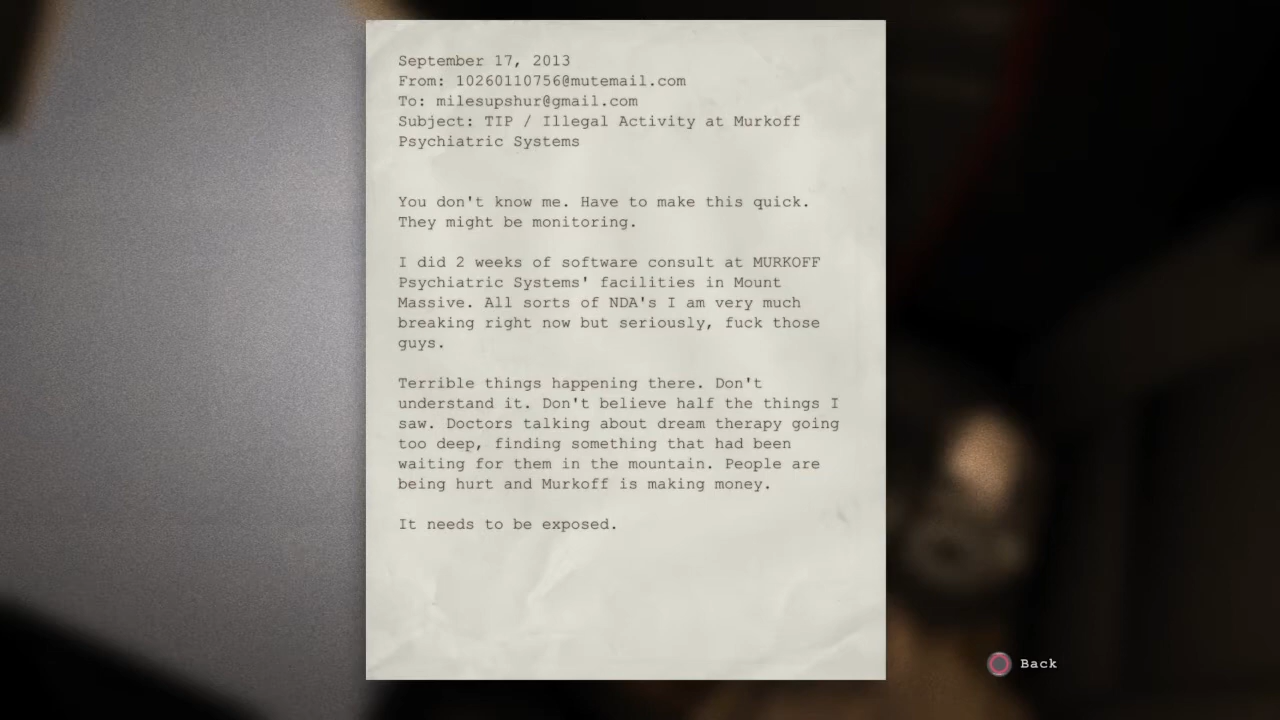 September 17, 2013
From: 10260110756@mutemail.com
To: milesupshur@gmail.com
Subject: TIP / Illegal Activity at Murkoff
Psychiatric Systems
You don't know me. Have to make this quick.
They might be monitoring.
I did 2 weeks of software consult at MURKOFF
Psychiatric Systems' facilities in Mount
Massive. All sorts of NDA's I am very much
breaking right now but seriously, fuck those
guys.
Terrible things happening there. Don't
understand it. Don't believe half the things I
saw. Doctors talking about dream therapy going
too deep, finding something that had been
waiting for them in the mountain. People are
being hurt and Murkoff is making money.
It needs to be exposed.
Back